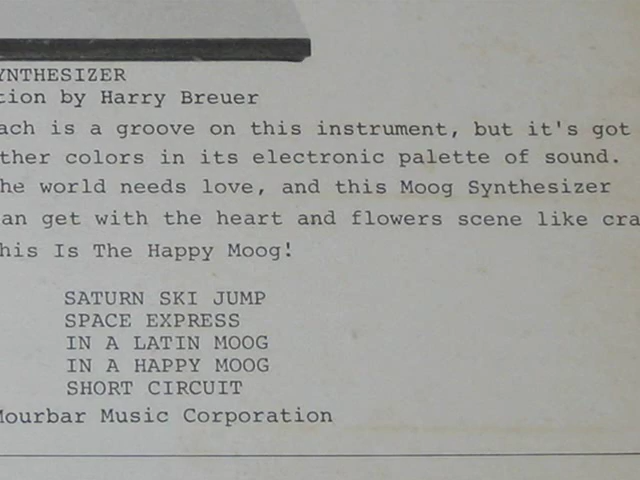 YNTHESIZER
tion by Harry Breuer
ach is a groove on this instrument, but it's got
ther colors in its electronic palette of sound.
he world needs love, and this Moog Synthesizer
an get with the heart and flowers scene like cra
his Is The Happy Moog!
SATURN SKI JUMP
SPACE EXPRESS
IN A LATIN MOOG
IN A HAPPY MOOG
SHORT CIRCUIT
Mourbar Music Corporation